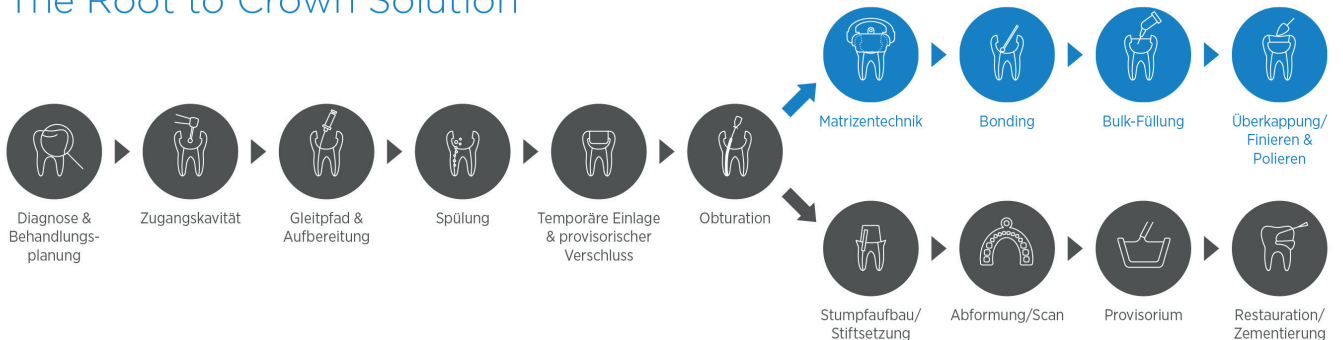 The Root to Crown Solution
Diagnose &
Behandlungs-
planung
Zugangskavität
Gleitpfad &
Aufbereitung
Spülung
Temporäre Einlage
& provisorischer
Verschluss
Obturation
Matrizentechnik
Bonding
Bulk-Füllung
Überkappung/
Finieren &
Polieren
Stumpfaufbau/
Stiftsetzung
Abformung/Scan
Provisorium
Restauration/
Zementierung